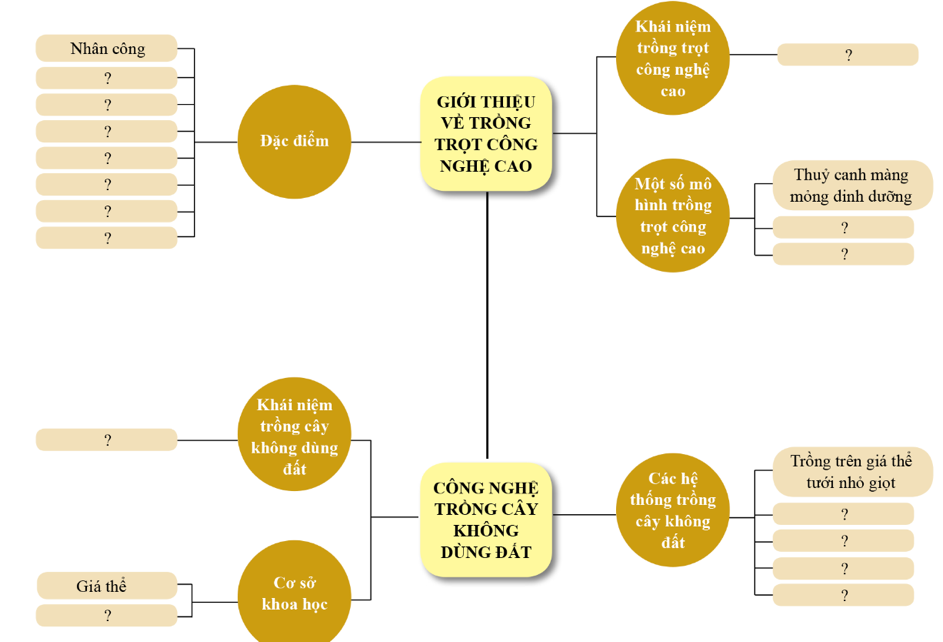 Nhân công
?
?
?
?
?
?
?
Đặc điểm
GIỚI THIỆU
VỀ TRỒNG
TRỌT CÔNG
NGHỆ CAO
Khái niệm
trồng trọt
công nghệ
cao
?
Một số mô
hình trồng
trọt công
nghệ cao
Thuỷ canh màng
mỏng dinh dưỡng
?
?
Khái niệm
trồng cây
không dùng
đất
?
Cơ sở
khoa học
Giá thể
?
CÔNG NGHỆ
TRỒNG CÂY
KHÔNG
DÙNG ĐẤT
Các hệ
thống trồng
cây không
đất
Trồng trên giá thể
tưới nhỏ giọt
?
?
?
?